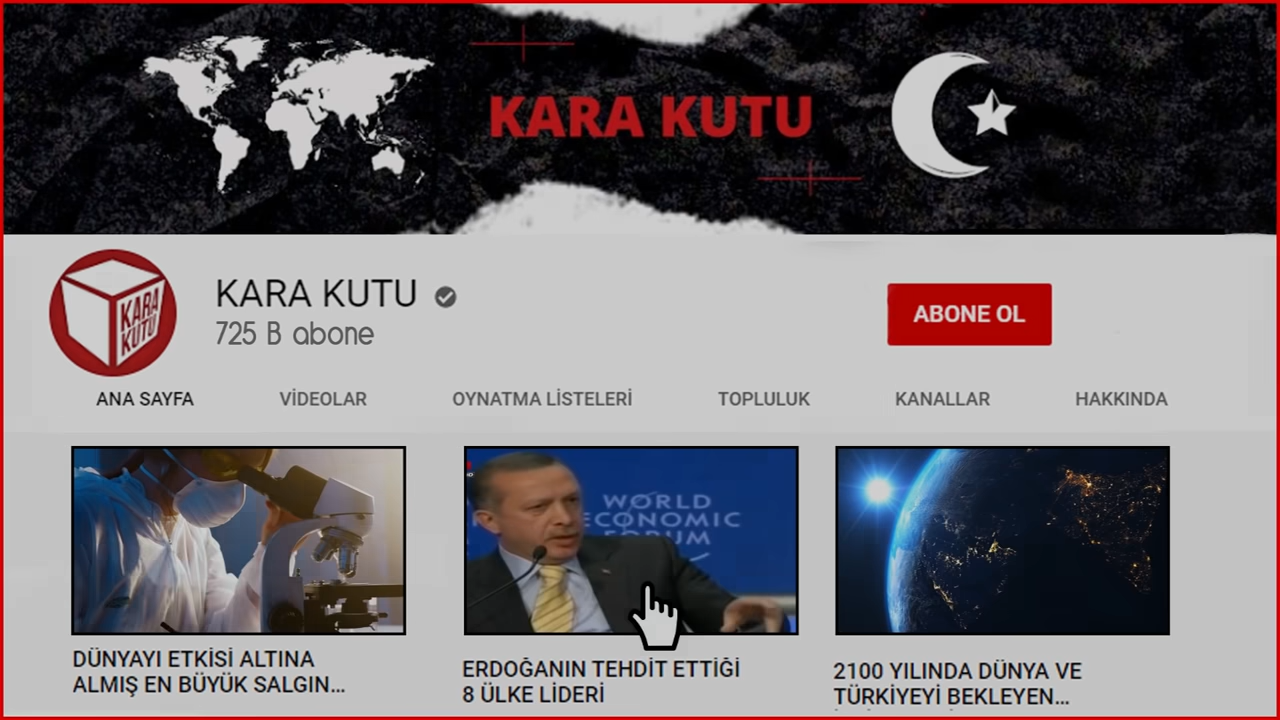 KARA KUTU
KARA
KUTU
KARA KUTU
725 B abone
ABONE OL
ANA SAYFA
VİDEOLAR
OYNATMA LİSTELERİ
TOPLULUK
KANALLAR
HAKKINDA
WORLD
ECONOMIC
FORUM
DÜNYAYI ETKİSİ ALTINA
ALMIŞ EN BÜYÜK SALGIN...
ERDOĞANIN TEHDİT ETTİĞİ
8 ÜLKE LİDERİ
2100 YILINDA DÜNYA VE
TÜRKİYEYİ BEKLEYEN...